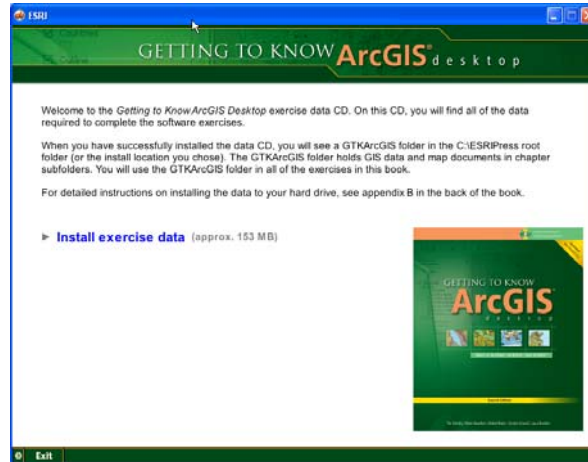 ESRI
GETTING TO KNOW ArcGIS® desktop
Welcome to the Getting to Know ArcGIS Desktop exercise data CD. On this CD, you will find all of the data
required to complete the software exercises.
When you have successfully installed the data CD, you will see a GTKArcGIS folder in the C:\ESRIPress root
folder (or the install location you chose). The GTKArcGIS folder holds GIS data and map documents in chapter
subfolders. You will use the GTKArcGIS folder in all of the exercises in this book.
For detailed instructions on installing the data to your hard drive, see appendix B in the back of the book.
Install exercise data (approx. 153 MB)
GETTING TO KNOW
ArcGIS®
desktop
Exit